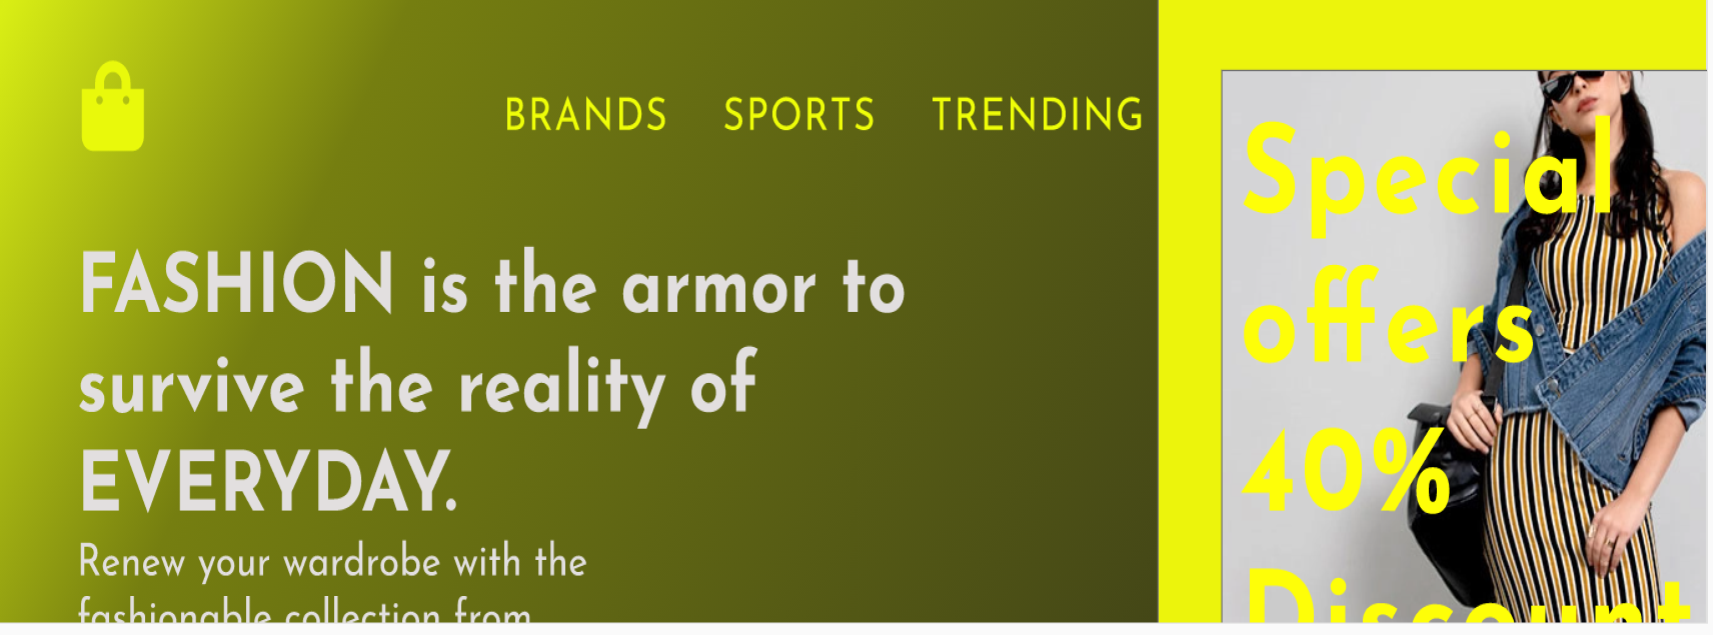 BRANDS SPORTS TRENDING
FASHION is the armor to
survive the reality of
EVERYDAY.
Renew your wardrobe with the
fashionable collection from
Special
offers
40%
Discount